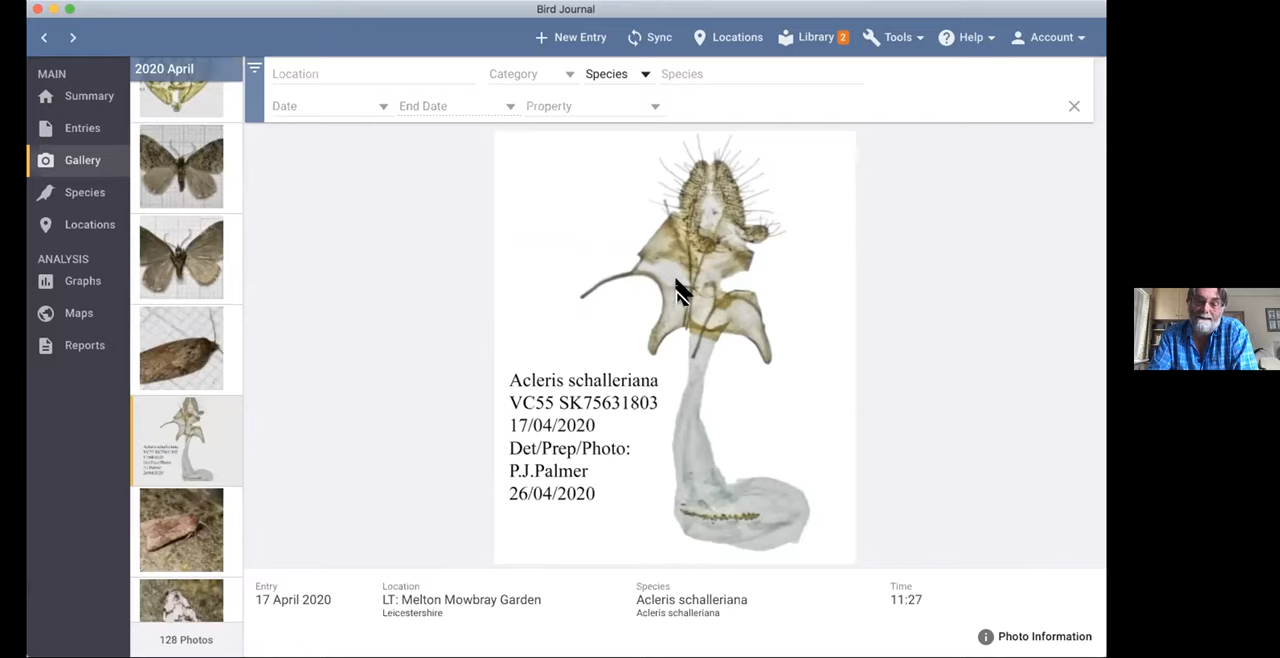 Bird Journal
New Entry
Sync
Locations
Library 2
Tools
Help
Account
MAIN
Summary
Entries
Gallery
Species
Locations
ANALYSIS
Graphs
Maps
Reports
2020 April
128 Photos
Location
Category
Species
Species
Date
End Date
Property
Acleris schalleriana
VC55 SK75631803
17/04/2020
Det/Prep/Photo:
P.J.Palmer
26/04/2020
Entry
17 April 2020
Location
LT: Melton Mowbray Garden
Leicestershire
Species
Acleris schalleriana
Acleris schalleriana
Time
11:27
Photo Information